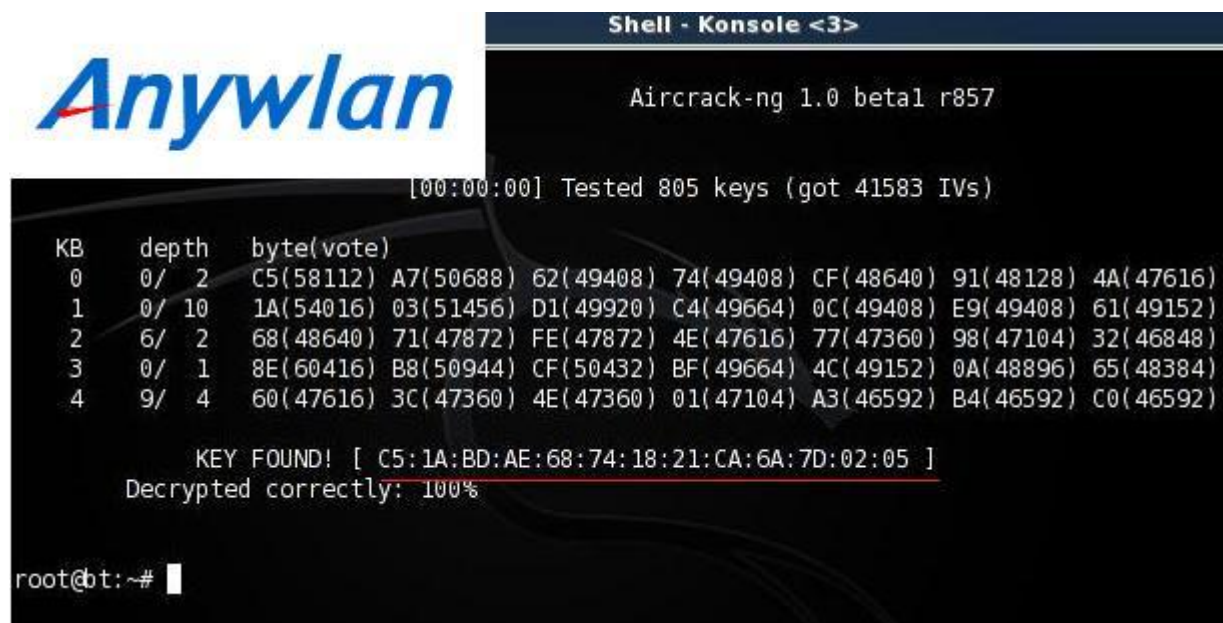 Shell - Konsole <3>
Anywlan
Aircrack-ng 1.0 beta1 r857
[00:00:00] Tested 805 keys (got 41583 IVs)
KB depth byte(vote)
0 0/ 2 C5(58112) A7(50688) 62(49408) 74(49408) CF(48640) 91(48128) 4A(47616)
1 0/ 10 1A(54016) 03(51456) D1(49920) C4(49664) 0C(49408) E9(49408) 61(49152)
2 6/ 2 68(48640) 71(47872) FE(47872) 4E(47616) 77(47360) 98(47104) 32(46848)
3 0/ 1 8E(60416) B8(50944) CF(50432) BF(49664) 4C(49152) 0A(48896) 65(48384)
4 9/ 4 60(47616) 3C(47360) 4E(47360) 01(47104) A3(46592) B4(46592) C0(46592)
KEY FOUND! [ C5:1A:BD:AE:68:74:18:21:CA:6A:7D:02:05 ]
Decrypted correctly: 100%
root@bt:~#